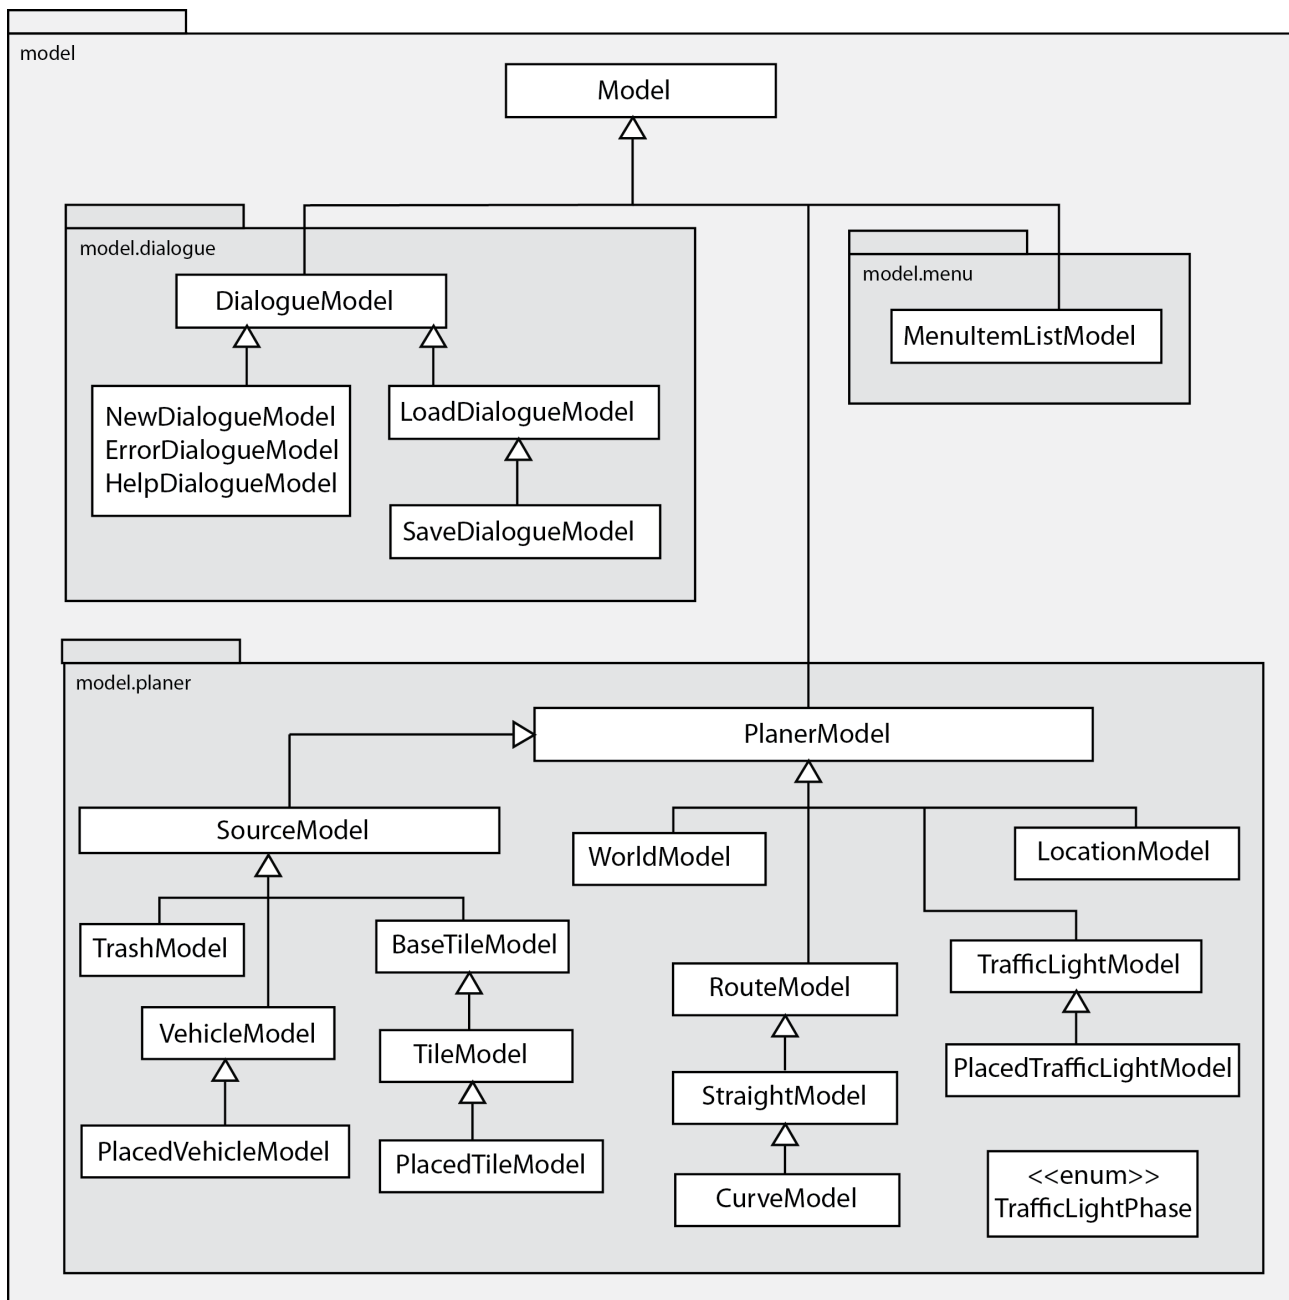 model
Model
model.dialogue
DialogueModel
NewDialogueModel
ErrorDialogueModel
HelpDialogueModel
LoadDialogueModel
SaveDialogueModel
model.menu
MenuItemListModel
model.planer
PlanerModel
SourceModel
WorldModel
LocationModel
TrashModel
BaseTileModel
TrafficLightModel
RouteModel
VehicleModel
TileModel
PlacedTrafficLightModel
StraightModel
PlacedVehicleModel
PlacedTileModel
CurveModel
<<enum>>
TrafficLightPhase